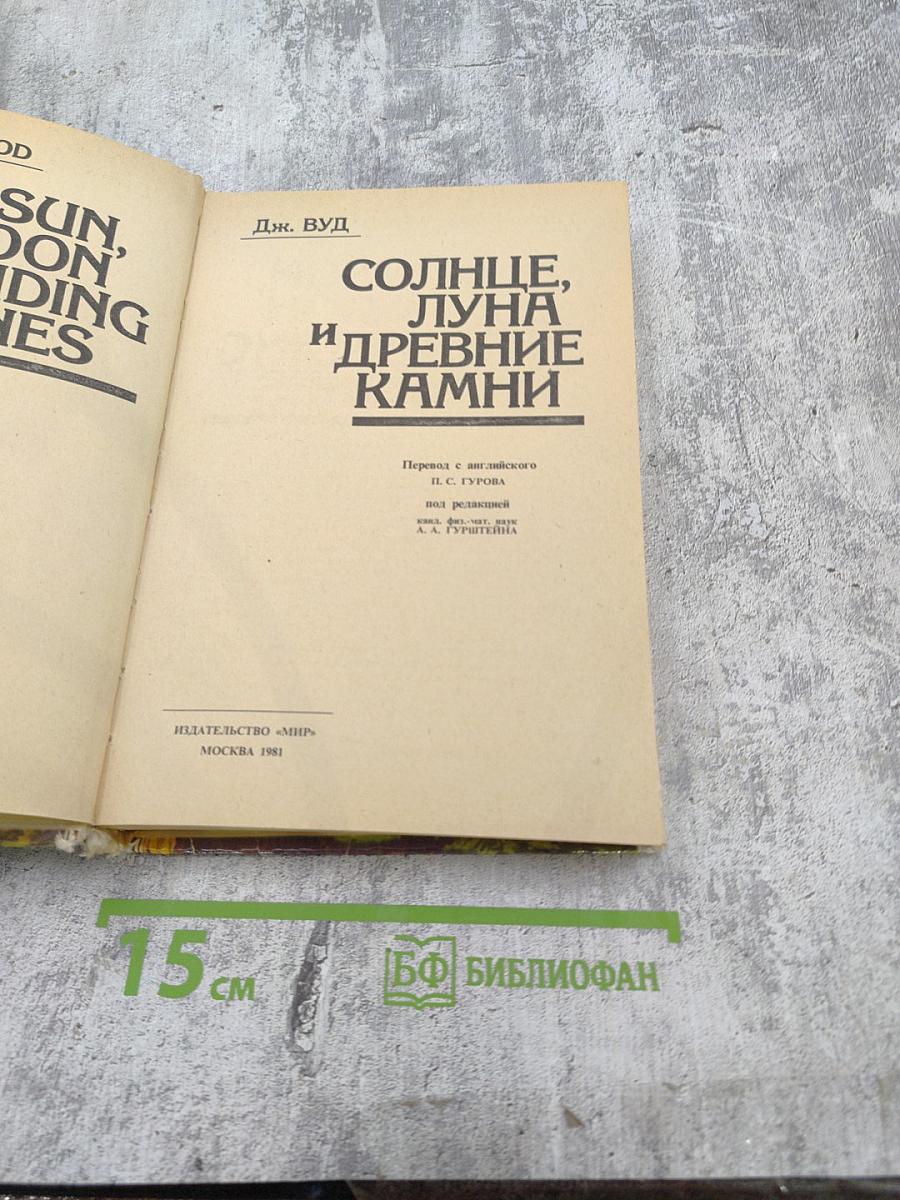 OD
SUN,
OON
NDING
NES
Дж. ВУД
СОЛНЦЕ,
ЛУНА
И ДРЕВНИЕ
КАМНИ
Перевод с английского
П. С. ГУРОВА
под редакцией
канд. физ.-мат. наук
А. А. ГУРШТЕЙНА
ИЗДАТЕЛЬСТВО «МИР»
МОСКВА 1981
15 см
БФ БИБЛИОФАН